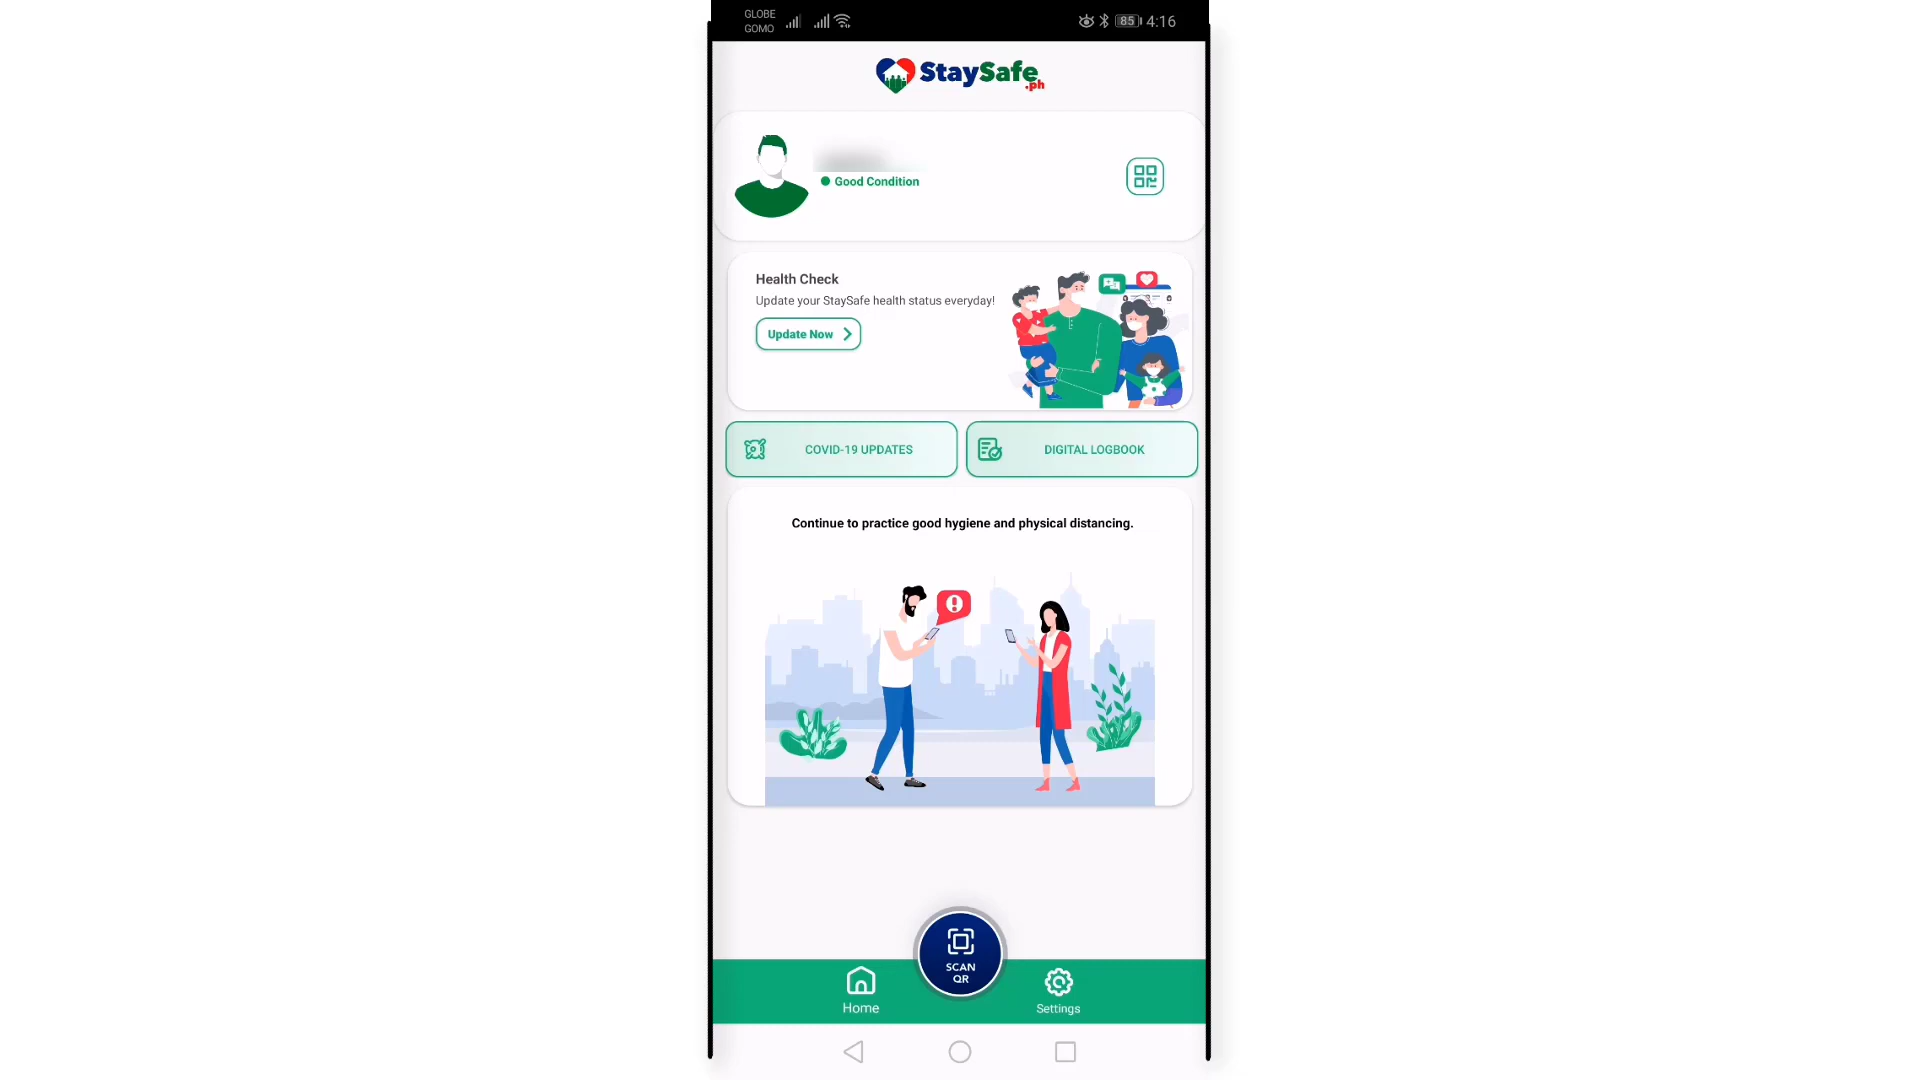 GLOBE
GOMO
85
4:16
StaySafe
.ph
Good Condition
Health Check
Update your StaySafe health status everyday!
Update Now
COVID-19 UPDATES
DIGITAL LOGBOOK
Continue to practice good hygiene and physical distancing.
SCAN
QR
Home
Settings